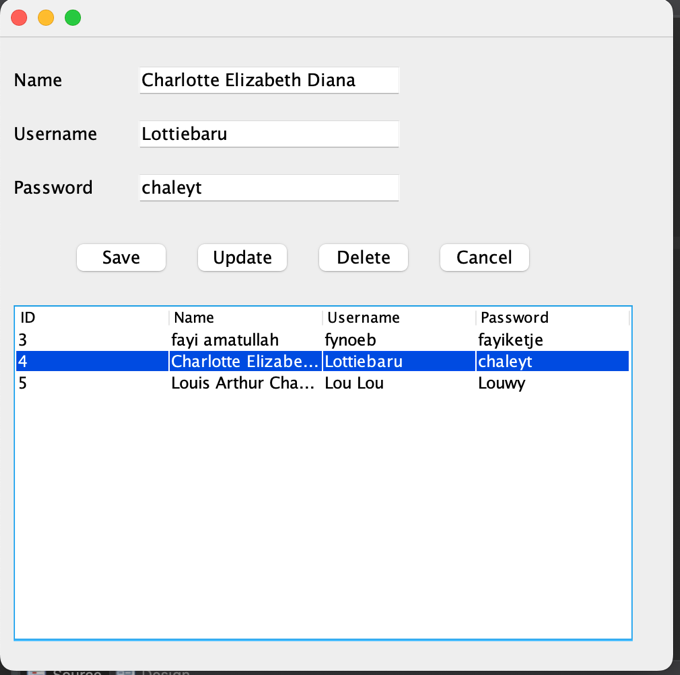 Name Charlotte Elizabeth Diana
Username Lottiebaru
Password chaleyt
Save Update Delete Cancel
ID Name Username Password
3 fayi amatullah fynoeb fayiketje
4 Charlotte Elizabe... Lottiebaru chaleyt
5 Louis Arthur Cha... Lou Lou Louwy
Source Design